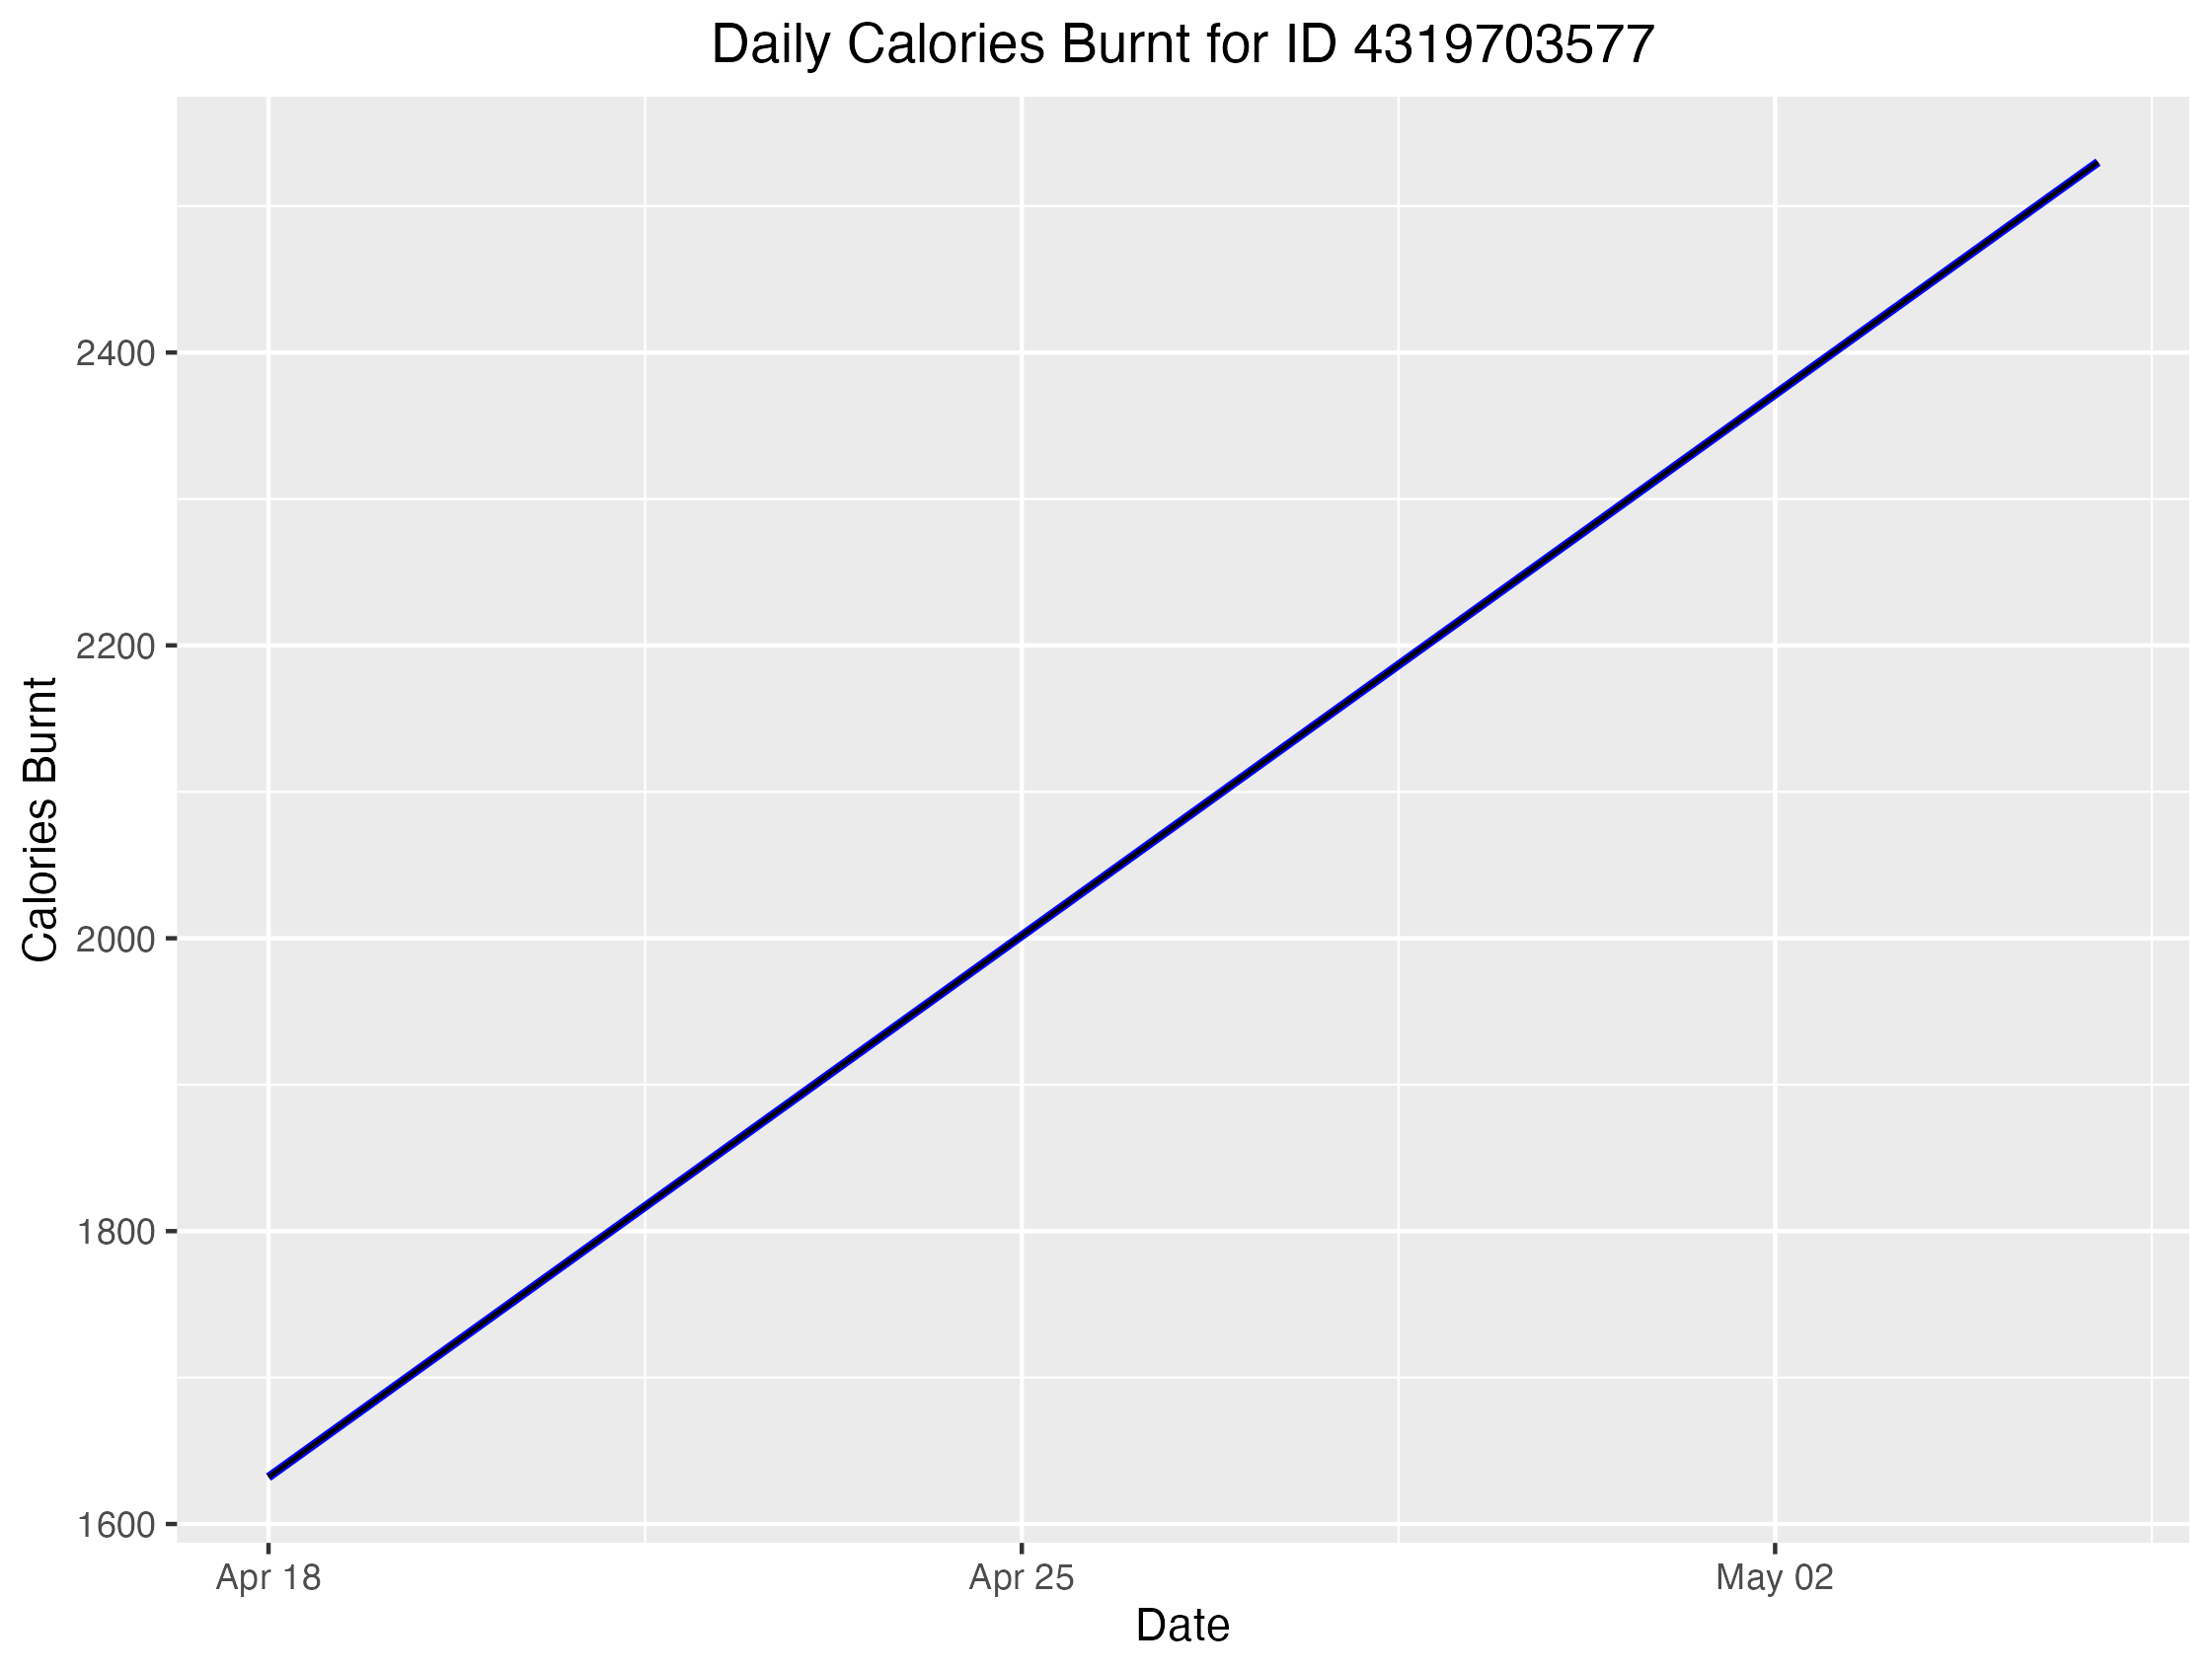 Daily Calories Burnt for ID 4319703577
Calories Burnt
2400
2200
2000
1800
1600
Apr 18
Apr 25
May 02
Date